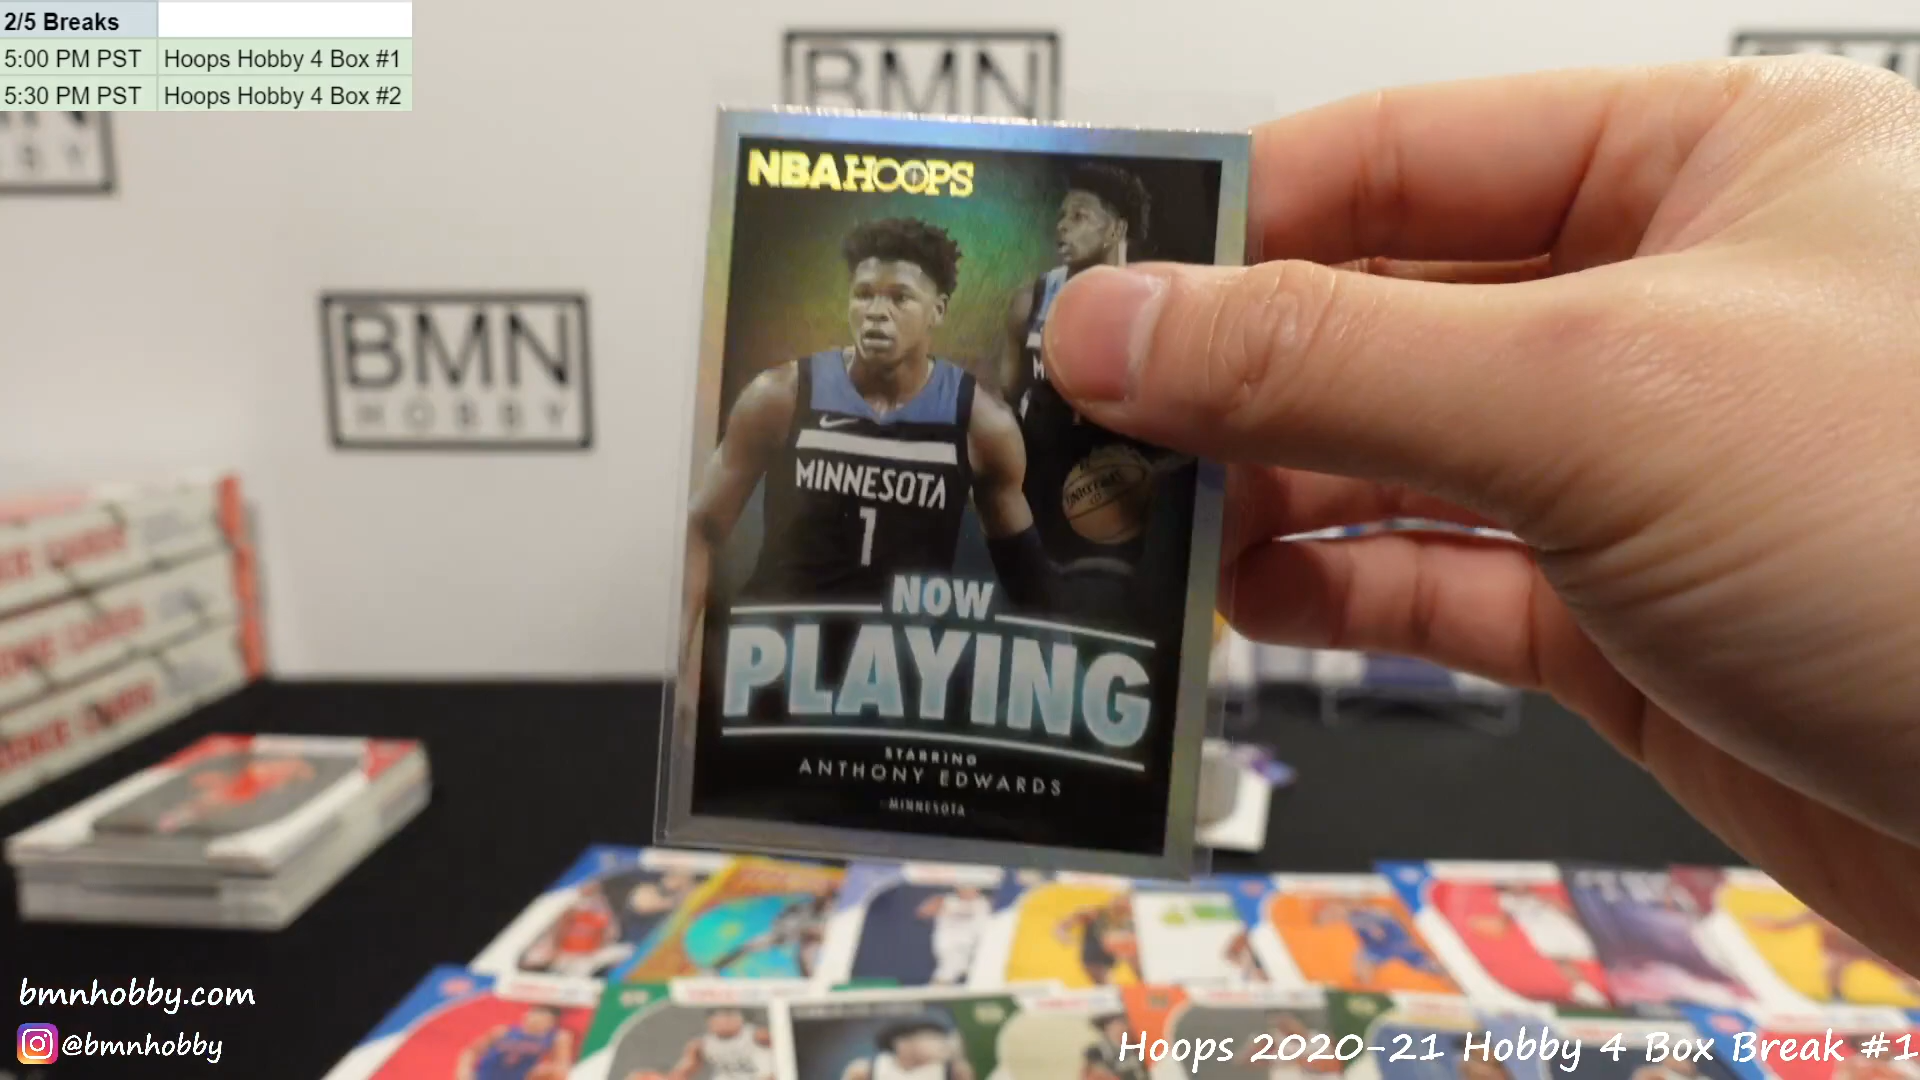 2/5 Breaks
5:00 PM PST Hoops Hobby 4 Box #1
5:30 PM PST Hoops Hobby 4 Box #2
BMN
BMN
HOBBY
HOBBY
NBA HOOPS
MINNESOTA
1
NOW
PLAYING
STARRING
ANTHONY EDWARDS
MINNESOTA
bmnhobby.com
@bmnhobby
Hoops 2020-21 Hobby 4 Box Break #1